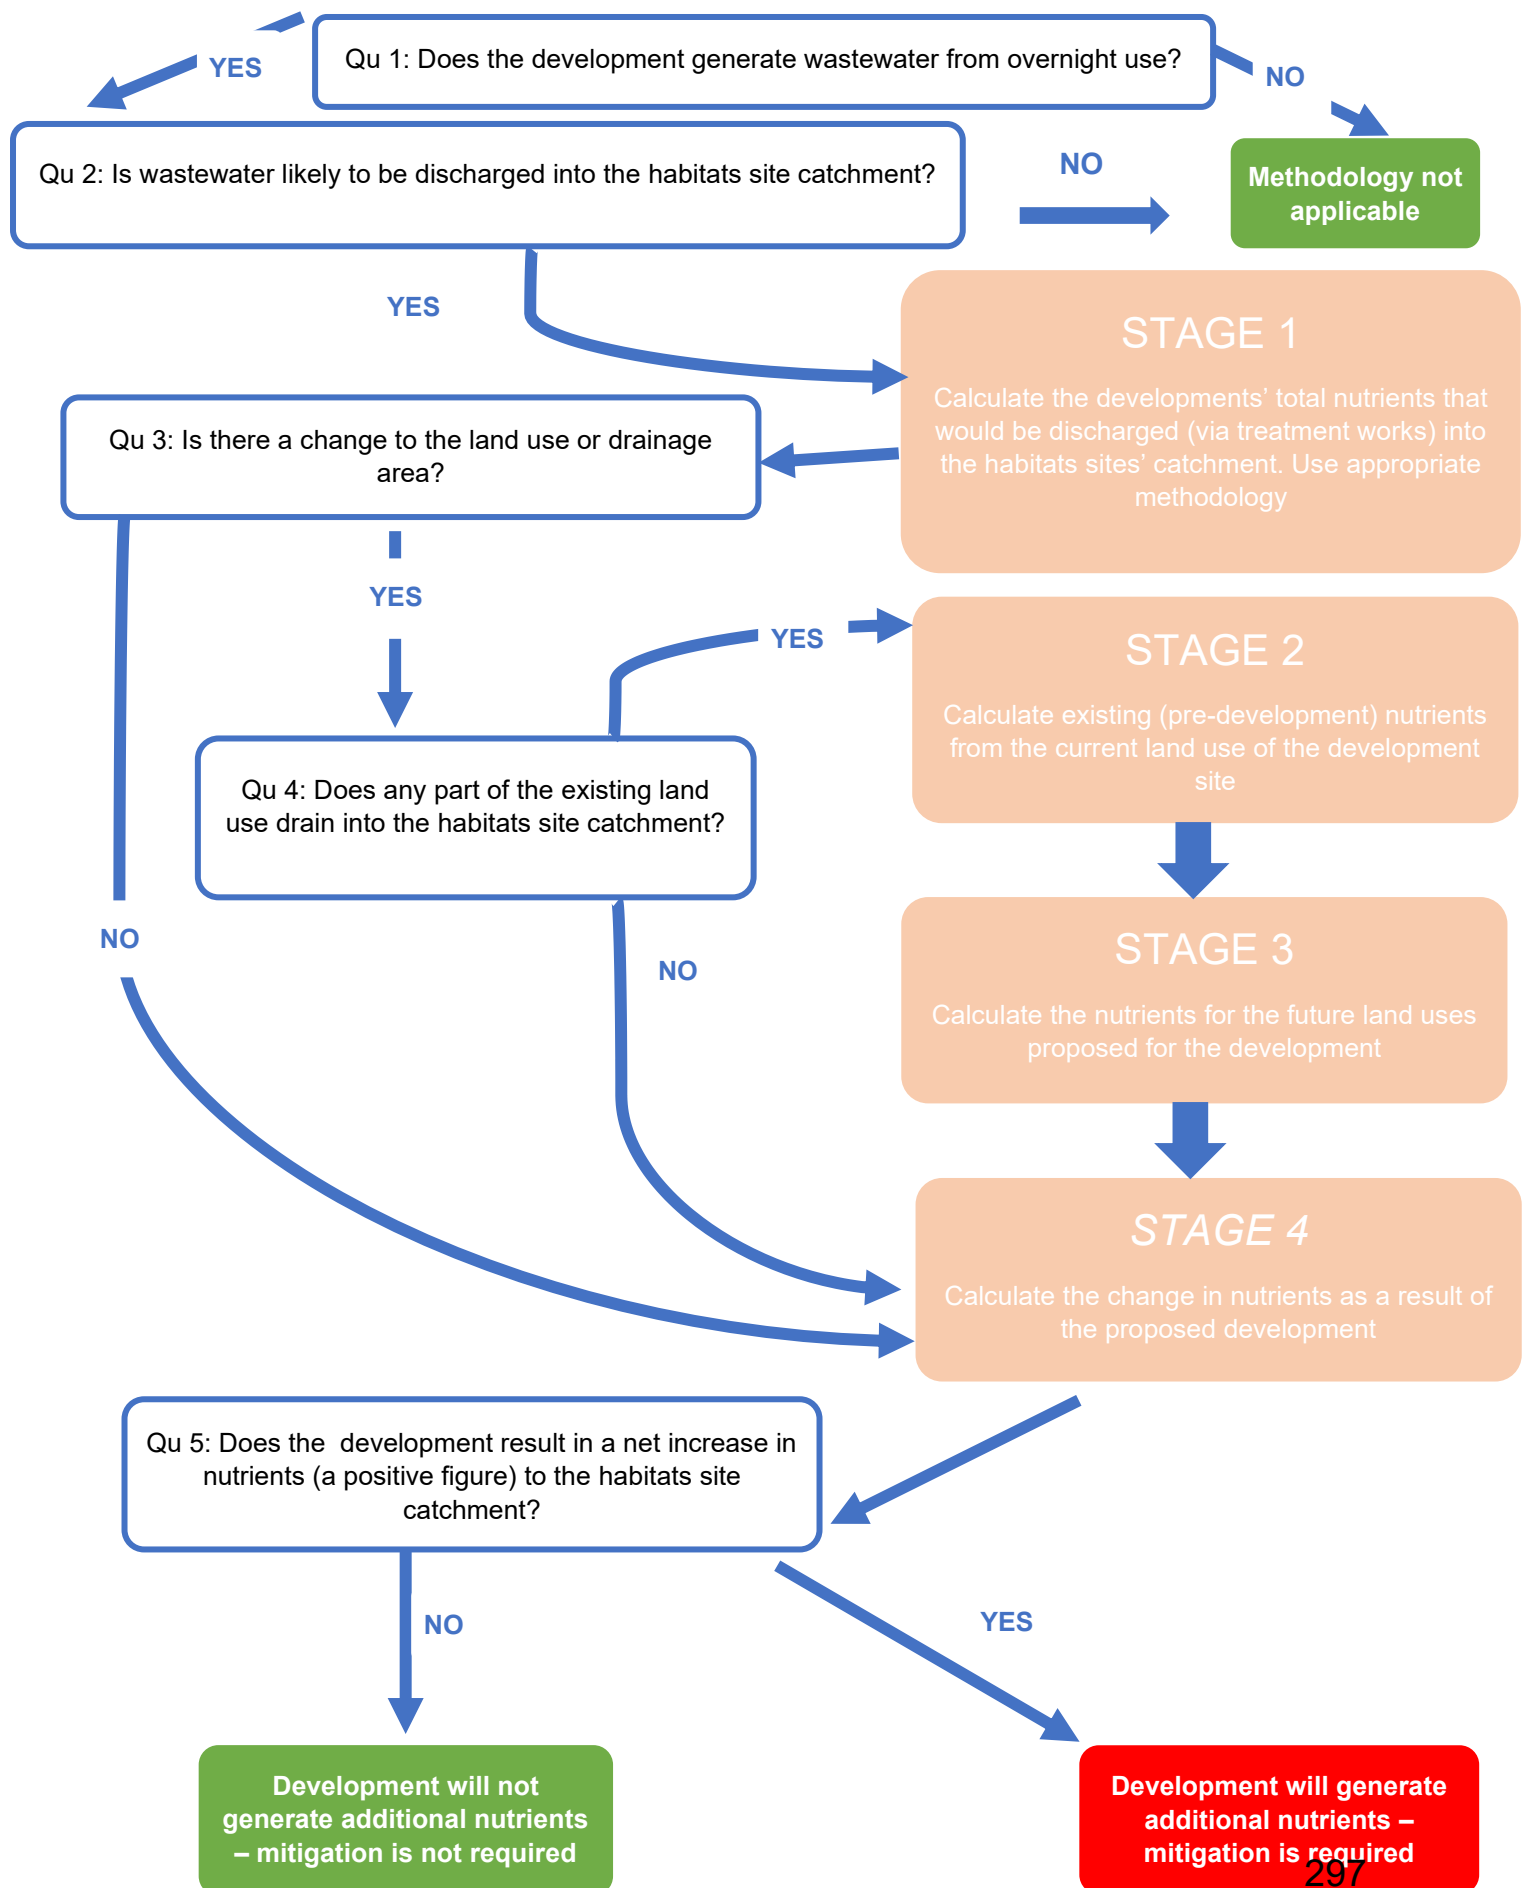 Qu 1: Does the development generate wastewater from overnight use?
YES
NO
Qu 2: Is wastewater likely to be discharged into the habitats site catchment?
NO
Methodology not
applicable
YES
STAGE 1
Calculate the developments’ total nutrients that
would be discharged (via treatment works) into
the habitats sites’ catchment. Use appropriate
methodology
Qu 3: Is there a change to the land use or drainage
area?
YES
YES
STAGE 2
Calculate existing (pre-development) nutrients
from the current land use of the development
site
Qu 4: Does any part of the existing land
use drain into the habitats site catchment?
NO
NO
STAGE 3
Calculate the nutrients for the future land uses
proposed for the development
STAGE 4
Calculate the change in nutrients as a result of
the proposed development
Qu 5: Does the  development result in a net increase in
nutrients (a positive figure) to the habitats site
catchment?
NO
YES
Development will not
generate additional nutrients
– mitigation is not required
Development will generate
additional nutrients –
mitigation is required
297